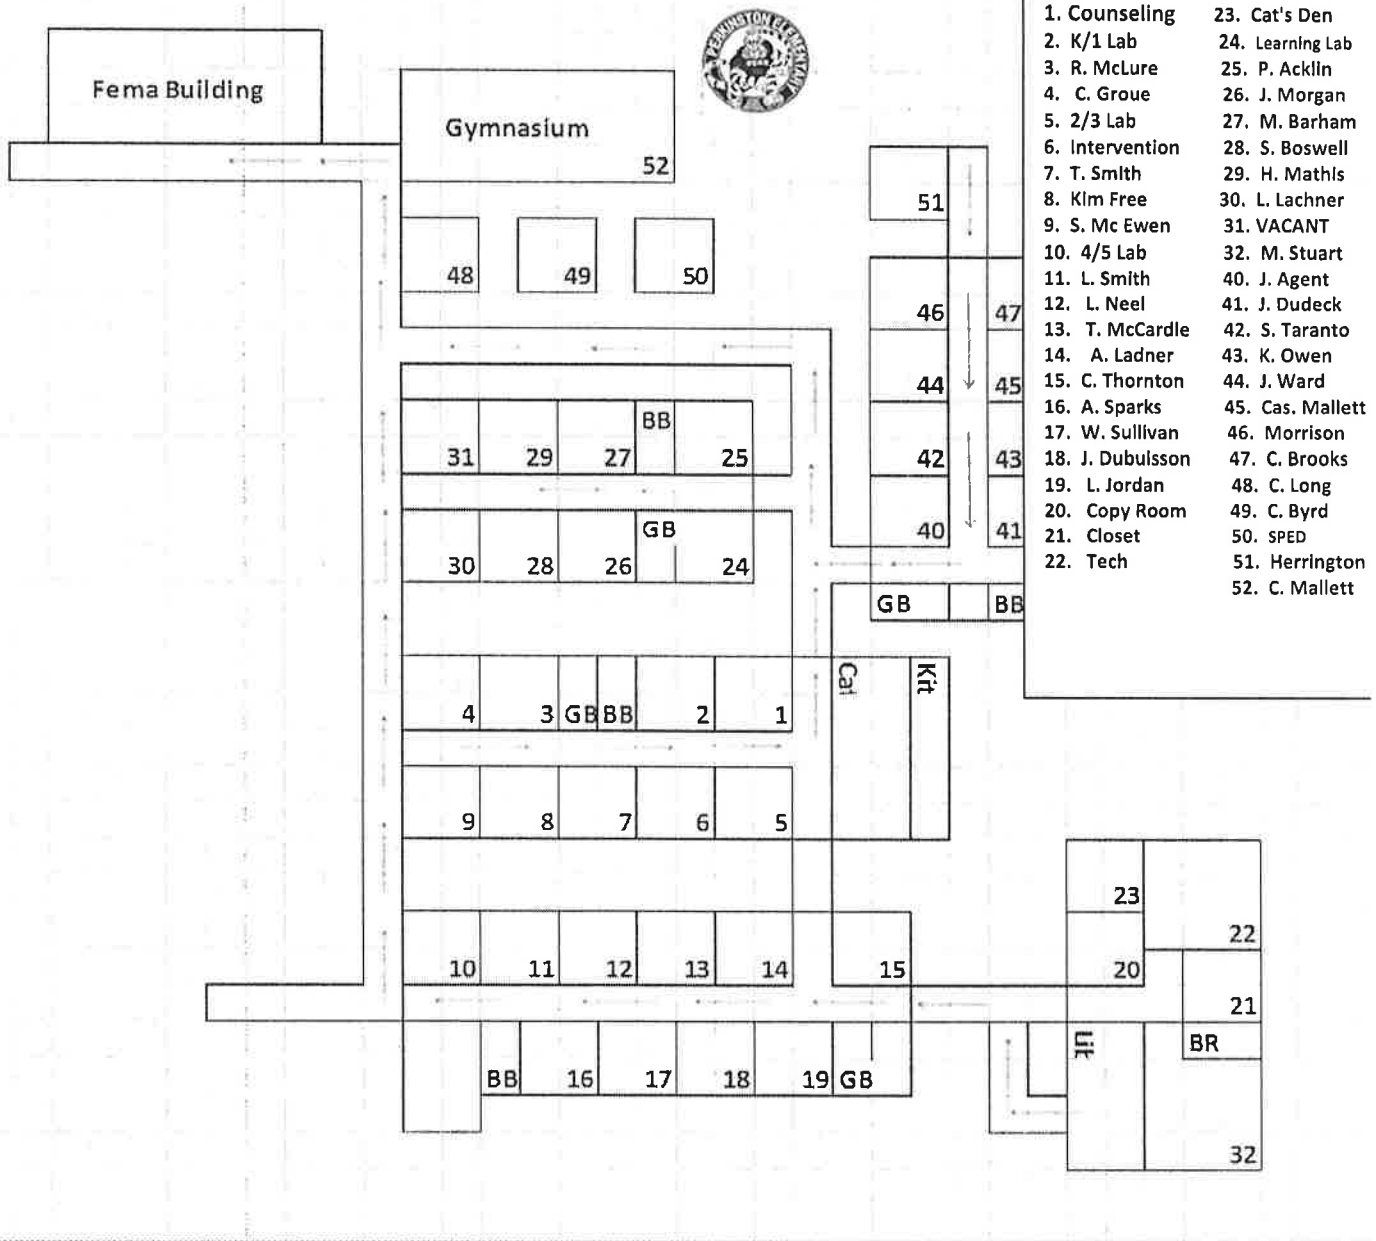 PERKINSTON ELEMENTARY
Fema Building
Gymnasium
52
48
49
50
51
46
47
44
45
42
43
40
41
GB
BB
31
29
27
BB
25
30
28
26
GB
24
4
3
GB
BB
2
1
Caf
Kit
9
8
7
6
5
10
11
12
13
14
15
BB
16
17
18
19
GB
23
22
20
21
BR
32
1. Counseling
2. K/1 Lab
3. R. McLure
4. C. Groue
5. 2/3 Lab
6. Intervention
7. T. Smith
8. Kim Free
9. S. Mc Ewen
10. 4/5 Lab
11. L. Smith
12. L. Neel
13. T. McCardle
14. A. Ladner
15. C. Thornton
16. A. Sparks
17. W. Sullivan
18. J. Dubuisson
19. L. Jordan
20. Copy Room
21. Closet
22. Tech
23. Cat's Den
24. Learning Lab
25. P. Acklin
26. J. Morgan
27. M. Barham
28. S. Boswell
29. H. Mathis
30. L. Lachner
31. VACANT
32. M. Stuart
40. J. Agent
41. J. Dudeck
42. S. Taranto
43. K. Owen
44. J. Ward
45. Cas. Mallett
46. Morrison
47. C. Brooks
48. C. Long
49. C. Byrd
50. SPED
51. Herrington
52. C. Mallett